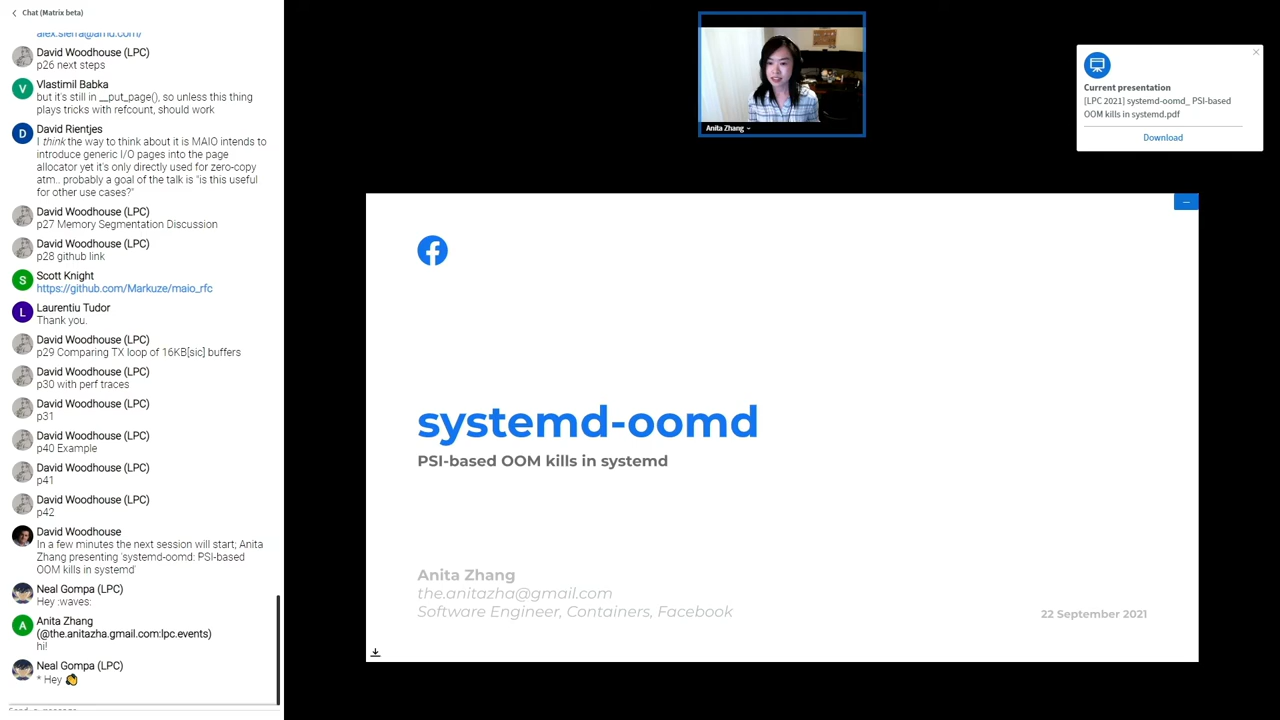 Chat (Matrix beta)
alex.sierra@amd.com/
David Woodhouse (LPC)
p26 next steps
Vlastimil Babka
but it's still in __put_page(), so unless this thing
plays tricks with refcount, should work
David Rientjes
I think the way to think about it is MAIO intends to
introduce generic I/O pages into the page
allocator yet it's only directly used for zero-copy
atm.. probably a goal of the talk is "is this useful
for other use cases?"
David Woodhouse (LPC)
p27 Memory Segmentation Discussion
David Woodhouse (LPC)
p28 github link
Scott Knight
https://github.com/Markuze/maio_rfc
Laurentiu Tudor
Thank you.
David Woodhouse (LPC)
p29 Comparing TX loop of 16KB[sic] buffers
David Woodhouse (LPC)
p30 with perf traces
David Woodhouse (LPC)
p31
David Woodhouse (LPC)
p40 Example
David Woodhouse (LPC)
p41
David Woodhouse (LPC)
p42
David Woodhouse
In a few minutes the next session will start; Anita
Zhang presenting 'systemd-oomd: PSI-based
OOM kills in systemd'
Neal Gompa (LPC)
Hey :waves:
Anita Zhang
(@the.anitazha.gmail.com:lpc.events)
hi!
Neal Gompa (LPC)
* Hey 👋
V
D
S
L
A
Anita Zhang
Current presentation
[LPC 2021] systemd-oomd_ PSI-based
OOM kills in systemd.pdf
Download
systemd-oomd
PSI-based OOM kills in systemd
Anita Zhang
the.anitazha@gmail.com
Software Engineer, Containers, Facebook
22 September 2021